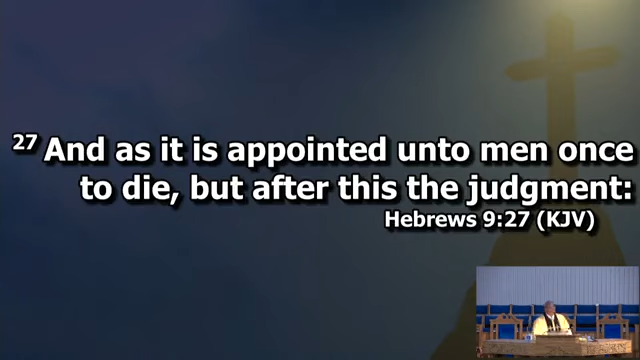 27 And as it is appointed unto men once
to die, but after this the judgment:
Hebrews 9:27 (KJV)